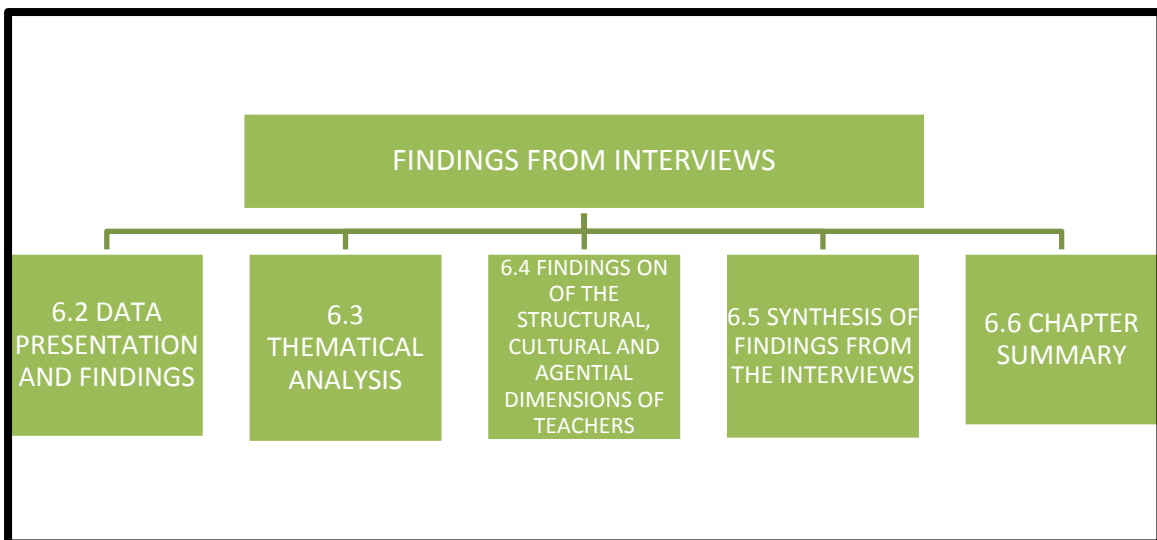 FINDINGS FROM INTERVIEWS
6.2 DATA
PRESENTATION
AND FINDINGS
6.3
THEMATICAL
ANALYSIS
6.4 FINDINGS ON
OF THE
STRUCTURAL,
CULTURAL AND
AGENTIAL
DIMENSIONS OF
TEACHERS
6.5 SYNTHESIS OF
FINDINGS FROM
THE INTERVIEWS
6.6 CHAPTER
SUMMARY